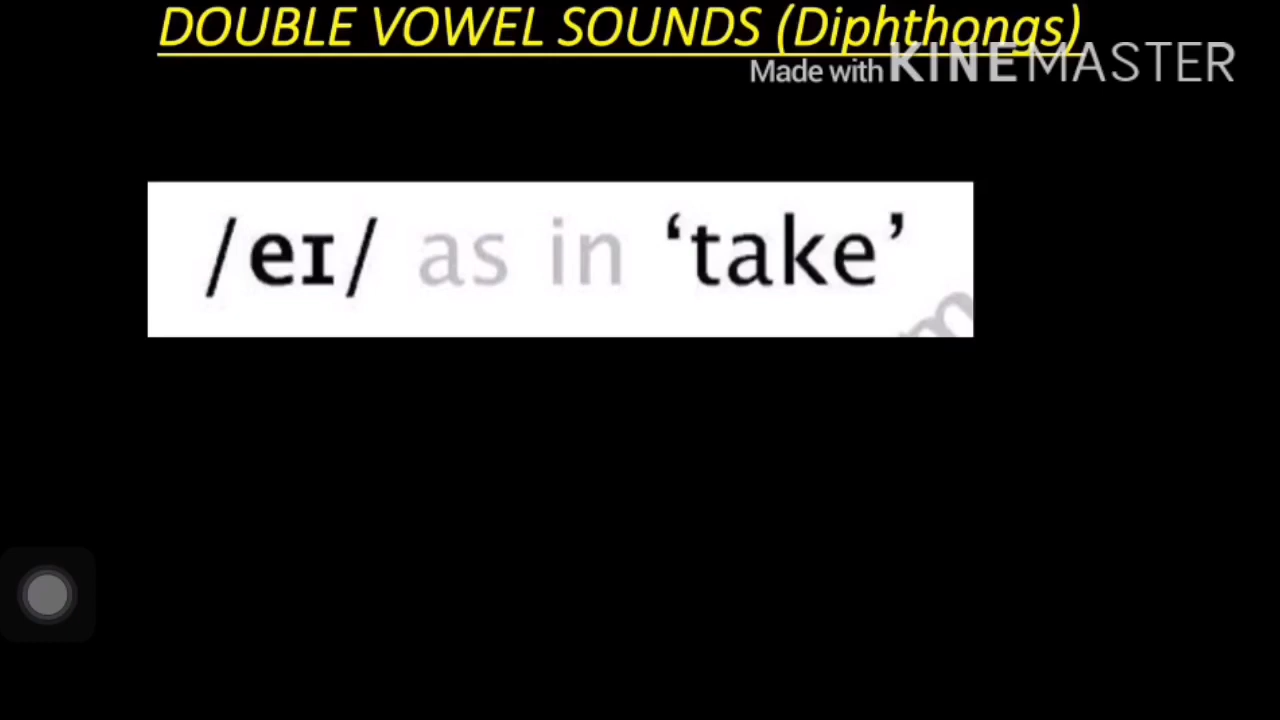 DOUBLE VOWEL SOUNDS (Diphthongs)
Made with KINEMASTER
/eɪ/ as in ‘take’